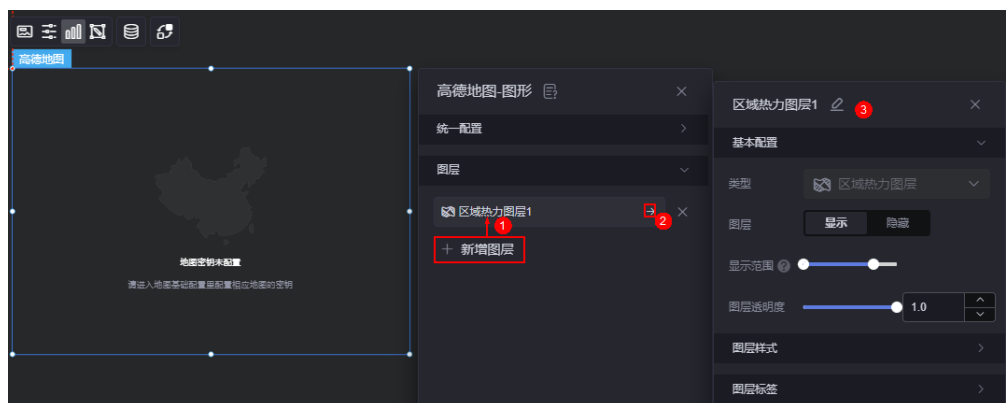 高德地图
地图密钥未配置
请进入地图基础配置里配置相应地图的密钥
高德地图-图形
统一配置
图层
区域热力图层1
1
2
新增图层
区域热力图层1
3
基本配置
类型
区域热力图层
图层
显示
隐藏
显示范围
图层透明度
1.0
图层样式
图层标签